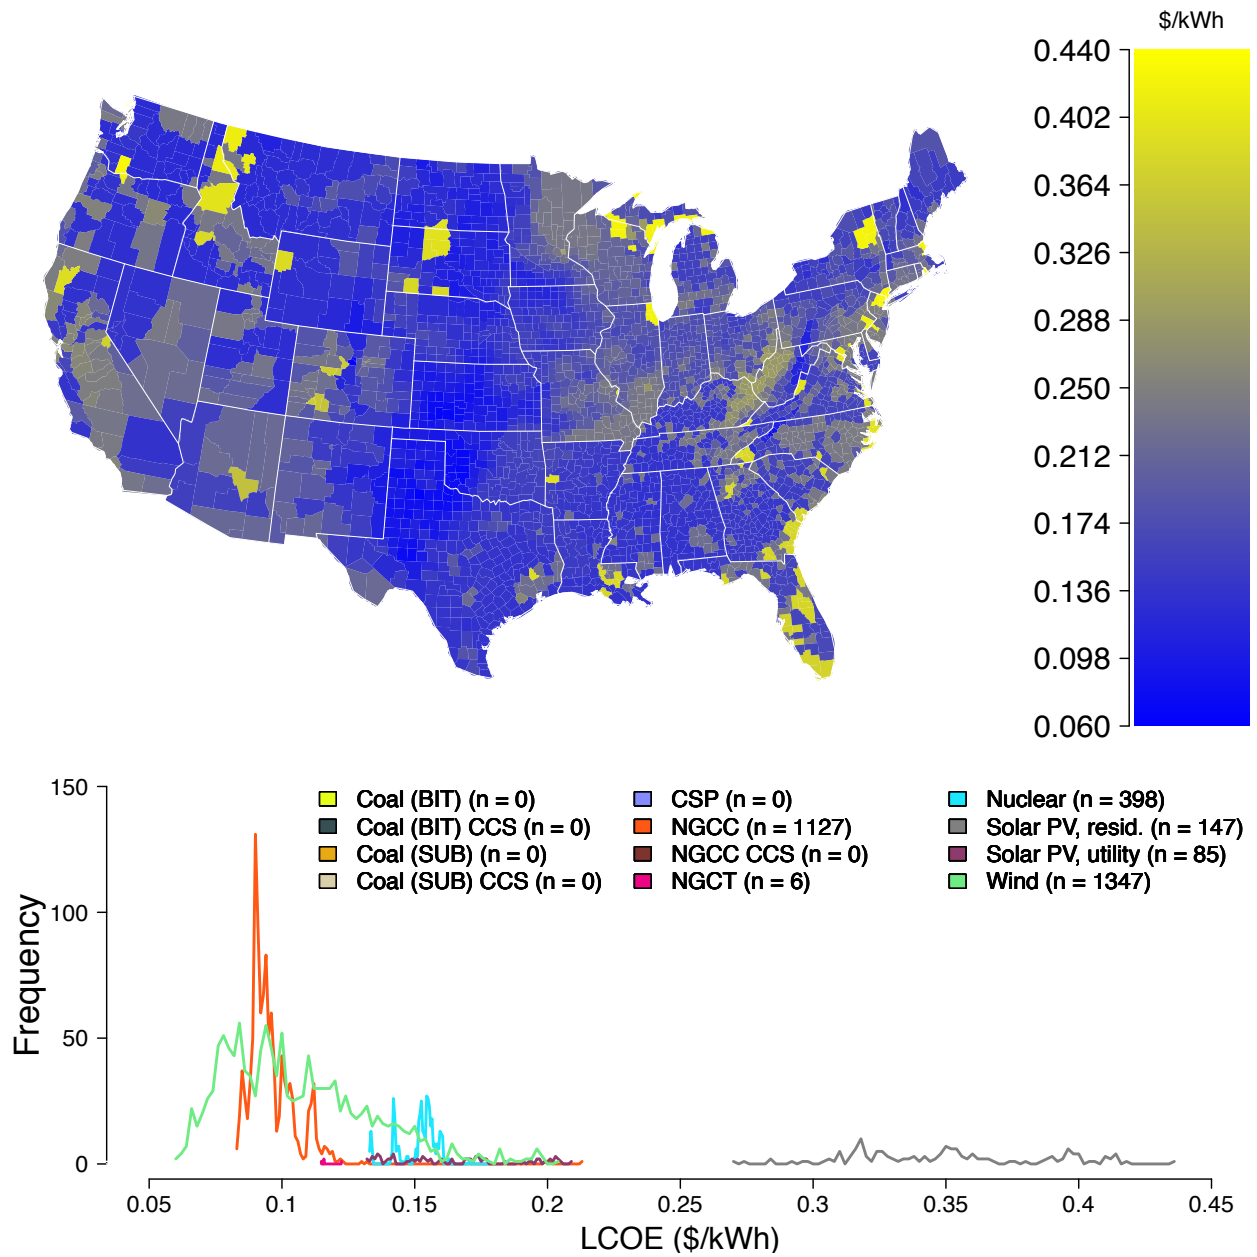 $/kWh
0.440
0.402
0.364
0.326
0.288
0.250
0.212
0.174
0.136
0.098
0.060
150
100
50
0
Frequency
Coal (BIT) (n = 0)
Coal (BIT) CCS (n = 0)
Coal (SUB) (n = 0)
Coal (SUB) CCS (n = 0)
CSP (n = 0)
NGCC (n = 1127)
NGCC CCS (n = 0)
NGCT (n = 6)
Nuclear (n = 398)
Solar PV, resid. (n = 147)
Solar PV, utility (n = 85)
Wind (n = 1347)
0.05 0.1 0.15 0.2 0.25 0.3 0.35 0.4 0.45
LCOE ($/kWh)